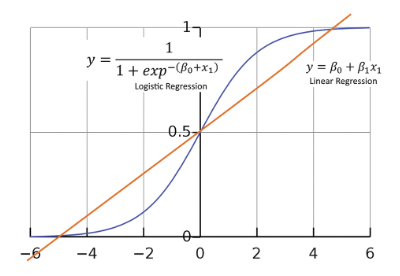 1
y = 1 / 1 + exp^-(β₀+x₁)
Logistic Regression
y = β₀ + β₁x₁
Linear Regression
0.5
0
-6 -4 -2 0 2 4 6